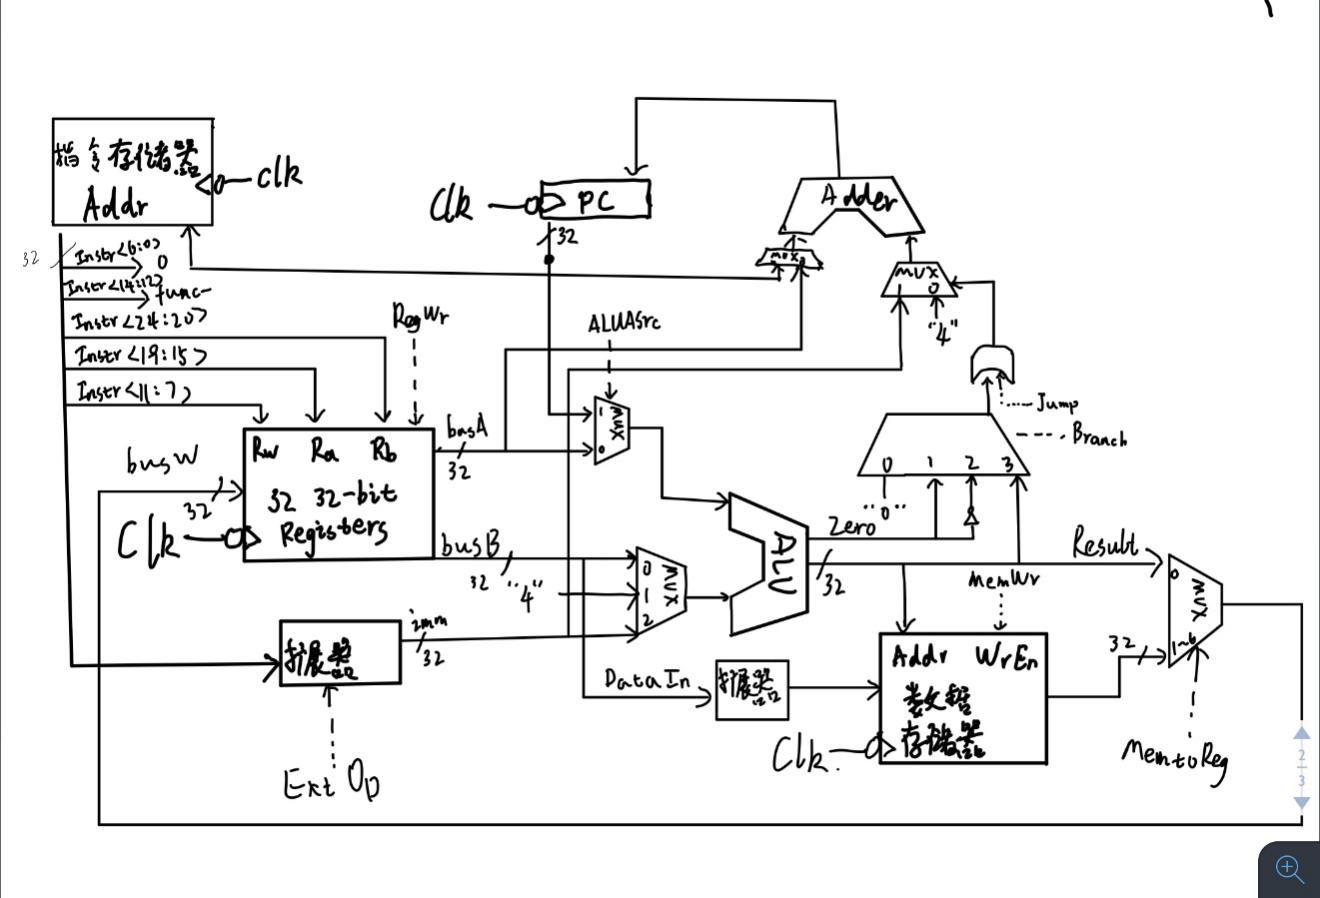 指令存储器
Addr
clk
Clk
PC
32
Adder
mux
mux
0
"4"
32
Instr<6:0>
0
Instr<14:12>
func
Instr<24:20>
Instr<19:15>
Instr<11:7>
RegWr
ALUASrc
Jump
Branch
busW
32
Rw Ra Rb
32 32-bit
Registers
Clk
busA
32
1
0
MUX
0 1 2 3
"0"
busB
32
"4"
0
1
2
MUX
ALU
Zero
32
Result
MemWr
imm
32
扩展器
ExtOp
DataIn
扩展器
Addr WrEn
数据
存储器
Clk
32
0
MUX
1~6
MemtoReg
2
3